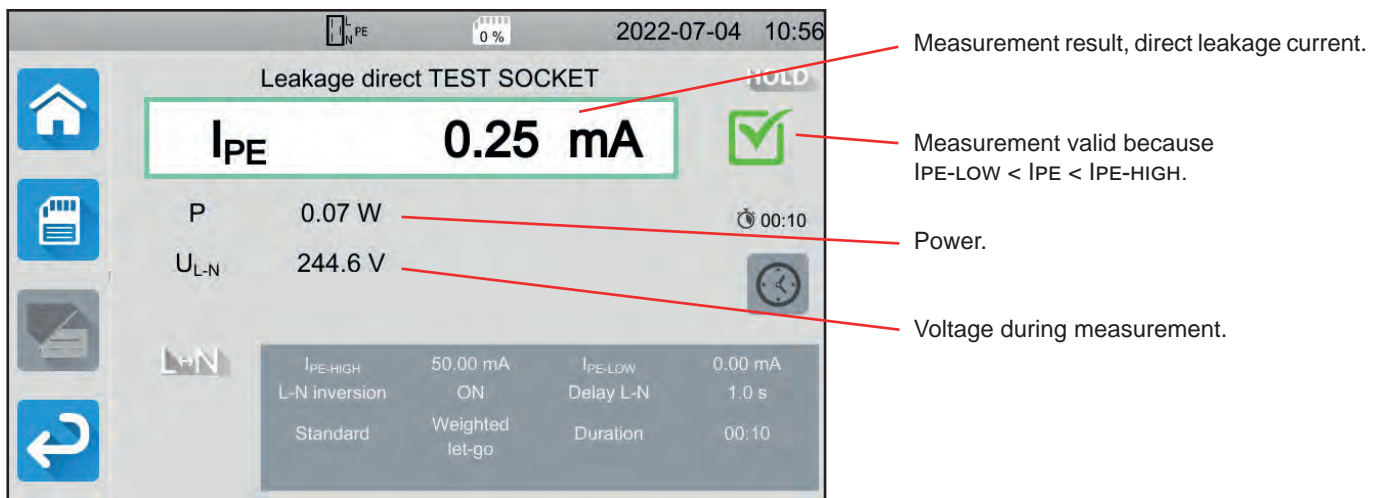 L N PE 0 % 2022-07-04 10:56
Leakage direct TEST SOCKET HOLD
IPE 0.25 mA
P 0.07 W 00:10
UL-N 244.6 V
L↔N
IPE-HIGH 50.00 mA IPE-LOW 0.00 mA
L-N inversion ON Delay L-N 1.0 s
Standard Weighted let-go Duration 00:10
Measurement result, direct leakage current.
Measurement valid because
IPE-LOW < IPE < IPE-HIGH.
Power.
Voltage during measurement.